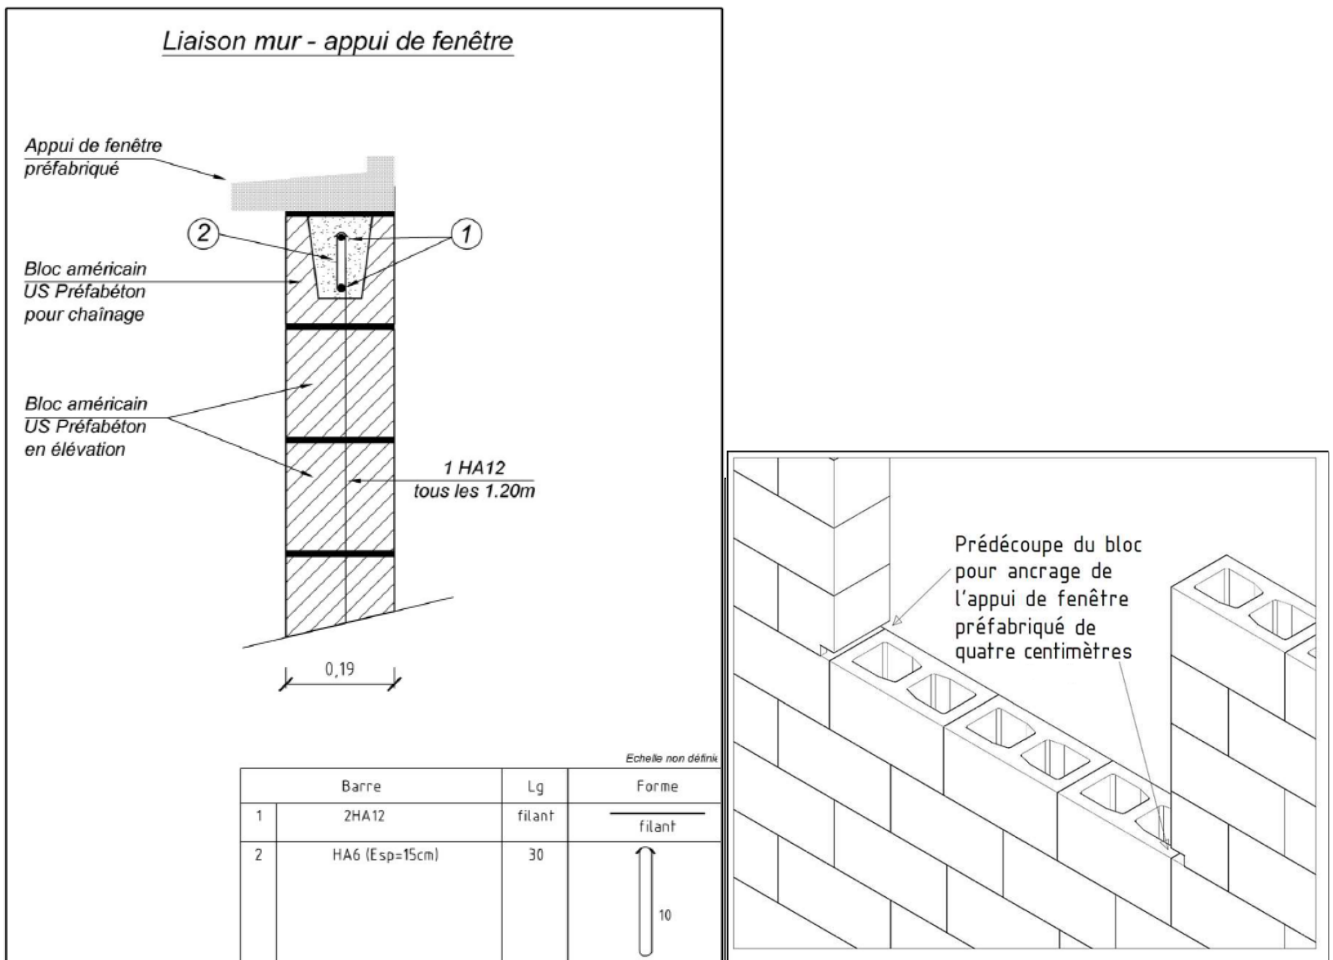 Liaison mur - appui de fenêtre
Appui de fenêtre
préfabriqué
2
1
Bloc américain
US Préfabéton
pour chaînage
Bloc américain
US Préfabéton
en élévation
1 HA12
tous les 1.20m
0,19
Echelle non définie
Barre Lg Forme
1 2HA12 filant filant
2 HA6 (Esp=15cm) 30
10
Prédécoupe du bloc
pour ancrage de
l'appui de fenêtre
préfabriqué de
quatre centimètres